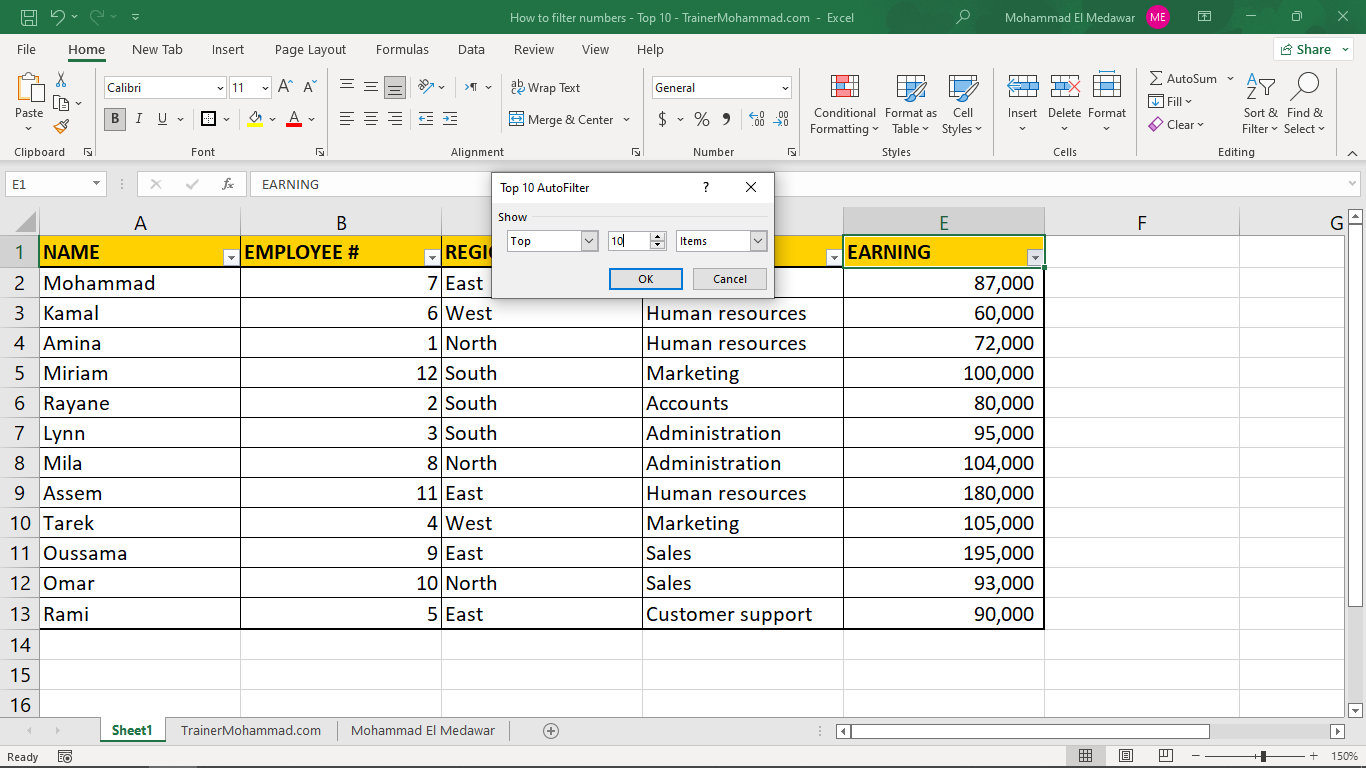 How to filter numbers - Top 10 - TrainerMohammad.com - Excel
Mohammad El Medawar ME
File Home New Tab Insert Page Layout Formulas Data Review View Help Share
Paste
Clipboard
Calibri 11
B I U A A A
Font
Wrap Text
Merge & Center
Alignment
General
$ % 9
Number
Conditional Formatting
Format as Table
Cell Styles
Styles
Insert Delete Format
Cells
AutoSum
Fill
Clear
Sort & Filter
Find & Select
Editing
E1 fx EARNING
Top 10 AutoFilter ? 
Show
Top 10 Items
OK Cancel
A B E F G
1 NAME EMPLOYEE # REGI EARNING
2 Mohammad 7 East 87,000
3 Kamal 6 West Human resources 60,000
4 Amina 1 North Human resources 72,000
5 Miriam 12 South Marketing 100,000
6 Rayane 2 South Accounts 80,000
7 Lynn 3 South Administration 95,000
8 Mila 8 North Administration 104,000
9 Assem 11 East Human resources 180,000
10 Tarek 4 West Marketing 105,000
11 Oussama 9 East Sales 195,000
12 Omar 10 North Sales 93,000
13 Rami 5 East Customer support 90,000
14
15
16
Sheet1 TrainerMohammad.com Mohammad El Medawar
Ready 150%